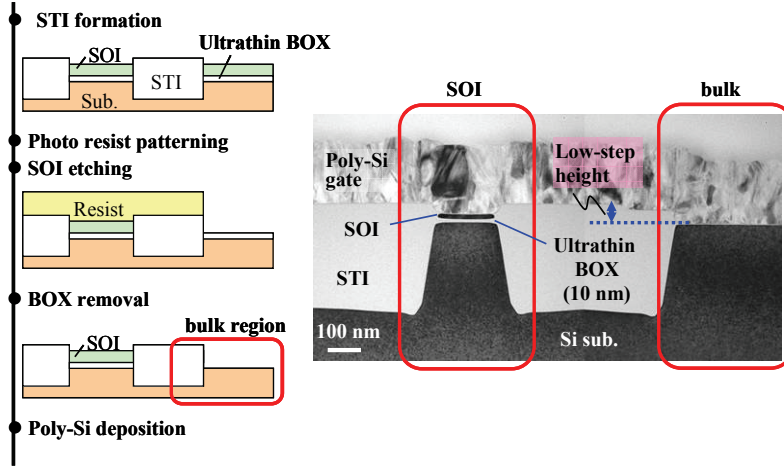 STI formation
SOI
Ultrathin BOX
STI
Sub.
Photo resist patterning
SOI etching
Resist
BOX removal
bulk region
SOI
Poly-Si deposition
SOI
bulk
Poly-Si
gate
Low-step
height
SOI
Ultrathin
BOX
(10 nm)
STI
100 nm
Si sub.